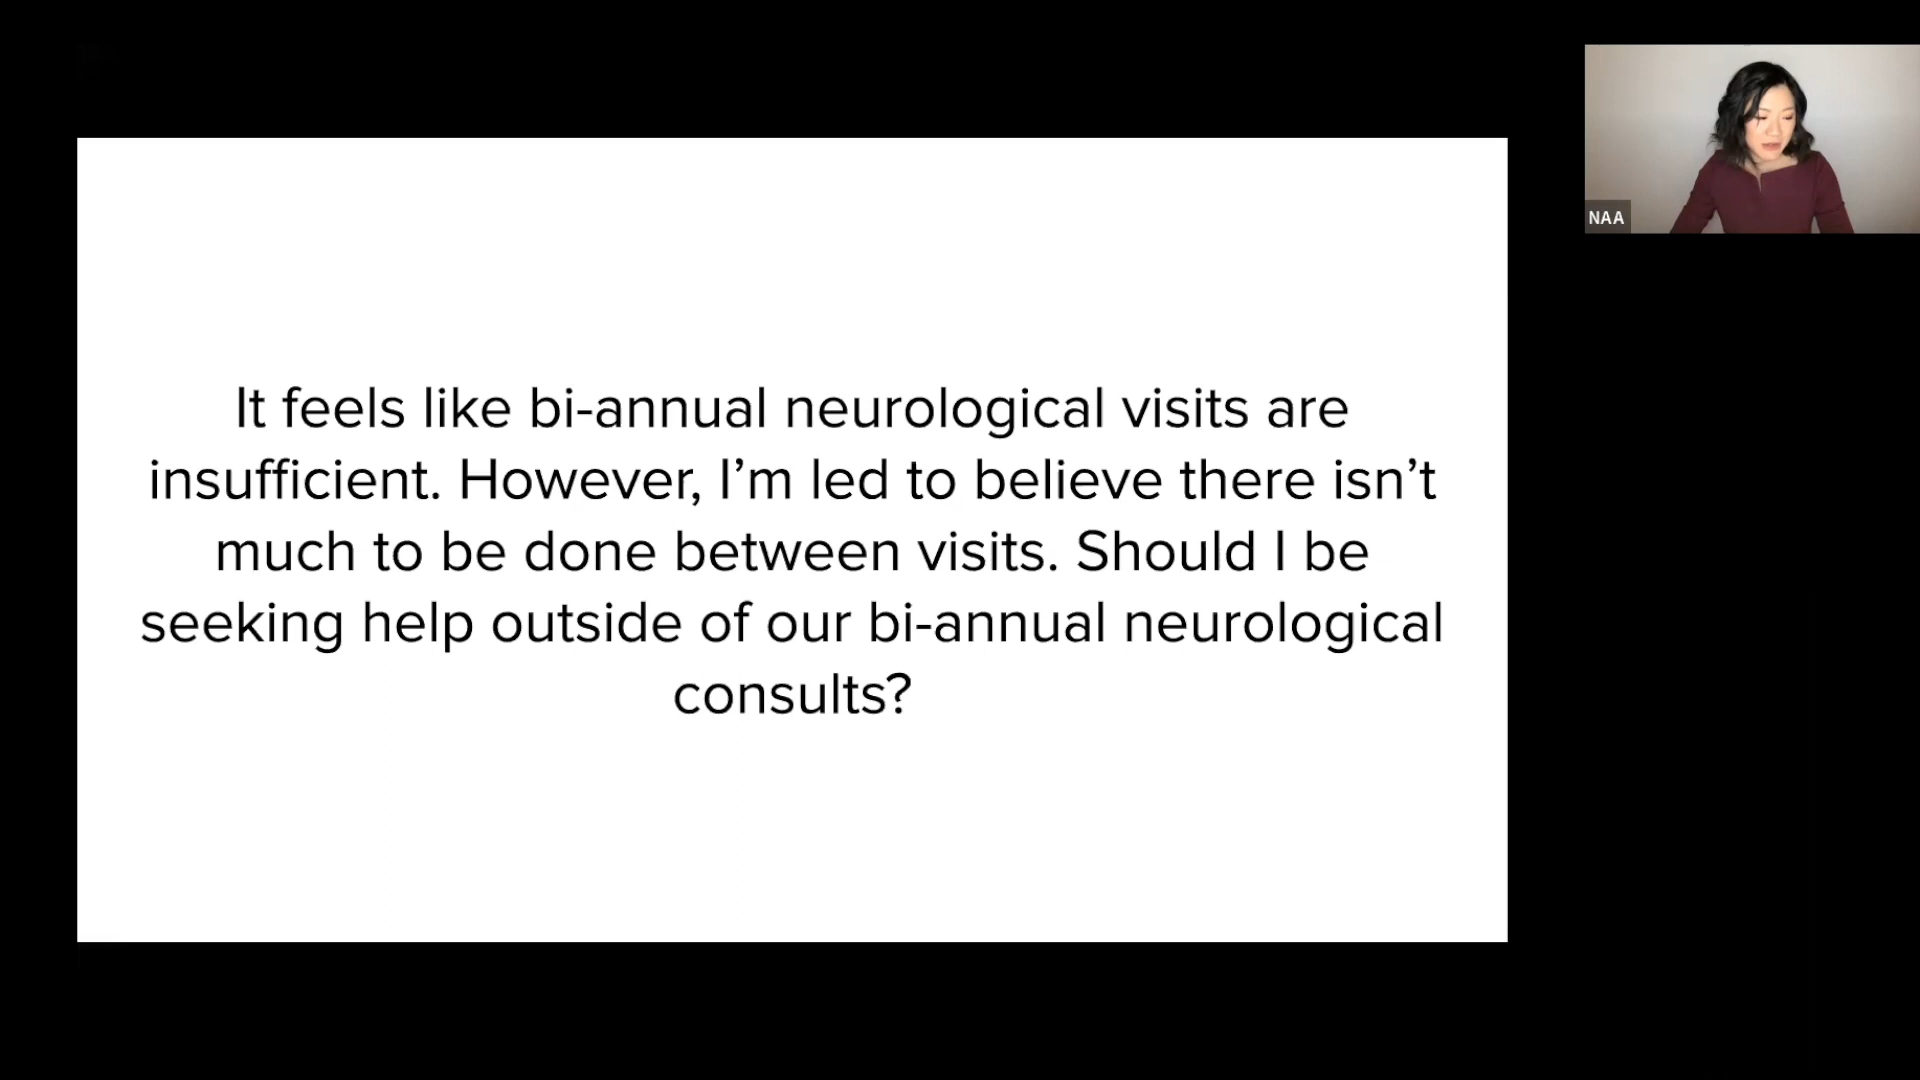 It feels like bi-annual neurological visits are
insufficient. However, I’m led to believe there isn’t
much to be done between visits. Should I be
seeking help outside of our bi-annual neurological
consults?
NAA